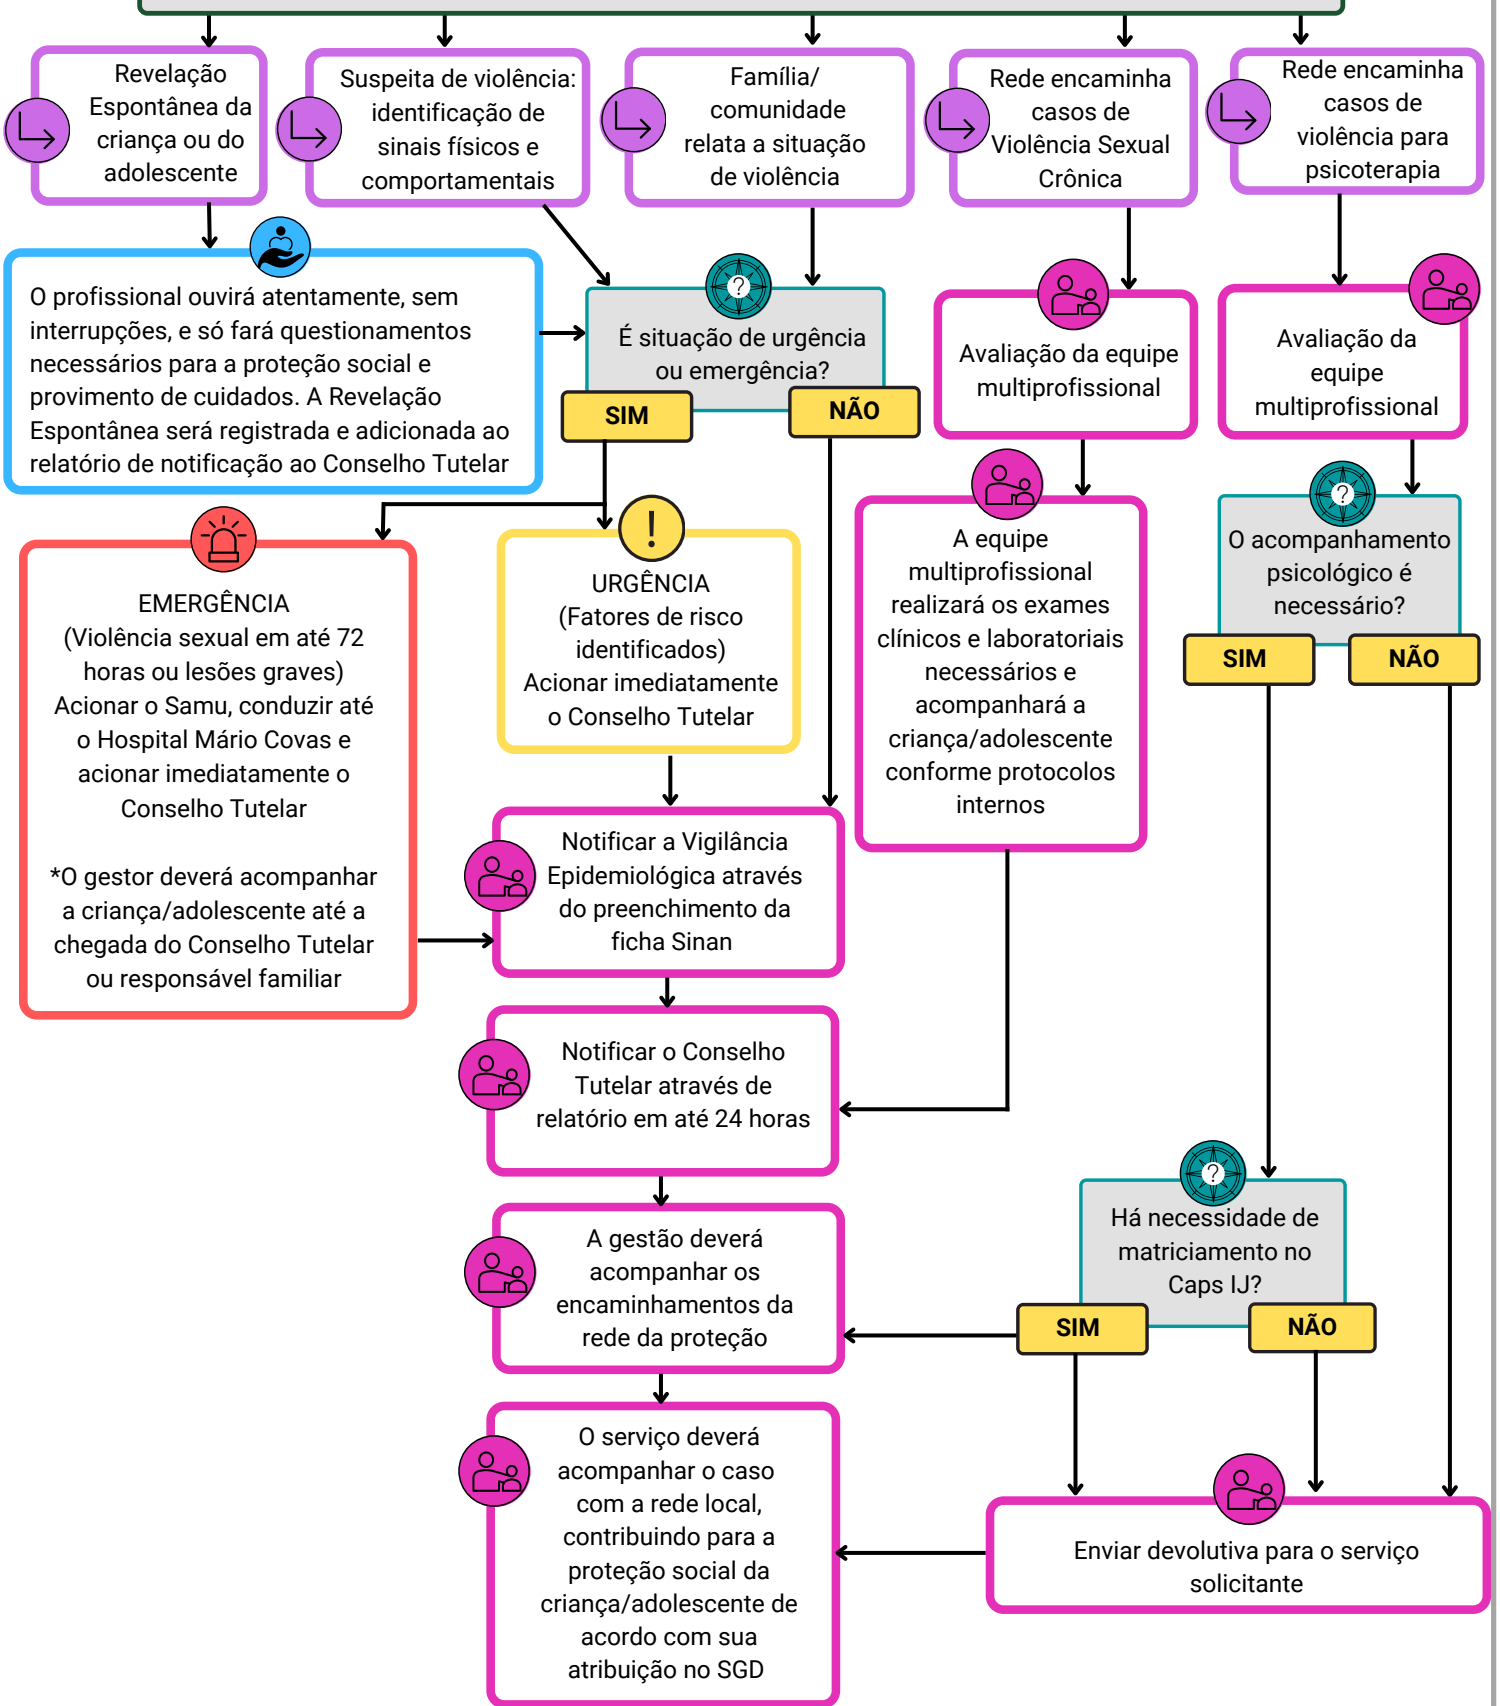 Revelação
Espontânea da
criança ou do
adolescente
Suspeita de violência:
identificação de
sinais físicos e
comportamentais
Família/
comunidade
relata a situação
de violência
Rede encaminha
casos de
Violência Sexual
Crônica
Rede encaminha
casos de
violência para
psicoterapia
O profissional ouvirá atentamente, sem
interrupções, e só fará questionamentos
necessários para a proteção social e
provimento de cuidados. A Revelação
Espontânea será registrada e adicionada ao
relatório de notificação ao Conselho Tutelar
?
É situação de urgência
ou emergência?
SIM
NÃO
Avaliação da equipe
multiprofissional
Avaliação da
equipe
multiprofissional
EMERGÊNCIA
(Violência sexual em até 72
horas ou lesões graves)
Acionar o Samu, conduzir até
o Hospital Mário Covas e
acionar imediatamente o
Conselho Tutelar
*O gestor deverá acompanhar
a criança/adolescente até a
chegada do Conselho Tutelar
ou responsável familiar
!
URGÊNCIA
(Fatores de risco
identificados)
Acionar imediatamente
o Conselho Tutelar
A equipe
multiprofissional
realizará os exames
clínicos e laboratoriais
necessários e
acompanhará a
criança/adolescente
conforme protocolos
internos
?
O acompanhamento
psicológico é
necessário?
SIM
NÃO
Notificar a Vigilância
Epidemiológica através
do preenchimento da
ficha Sinan
Notificar o Conselho
Tutelar através de
relatório em até 24 horas
?
Há necessidade de
matriciamento no
Caps IJ?
SIM
NÃO
A gestão deverá
acompanhar os
encaminhamentos da
rede da proteção
O serviço deverá
acompanhar o caso
com a rede local,
contribuindo para a
proteção social da
criança/adolescente de
acordo com sua
atribuição no SGD
Enviar devolutiva para o serviço
solicitante